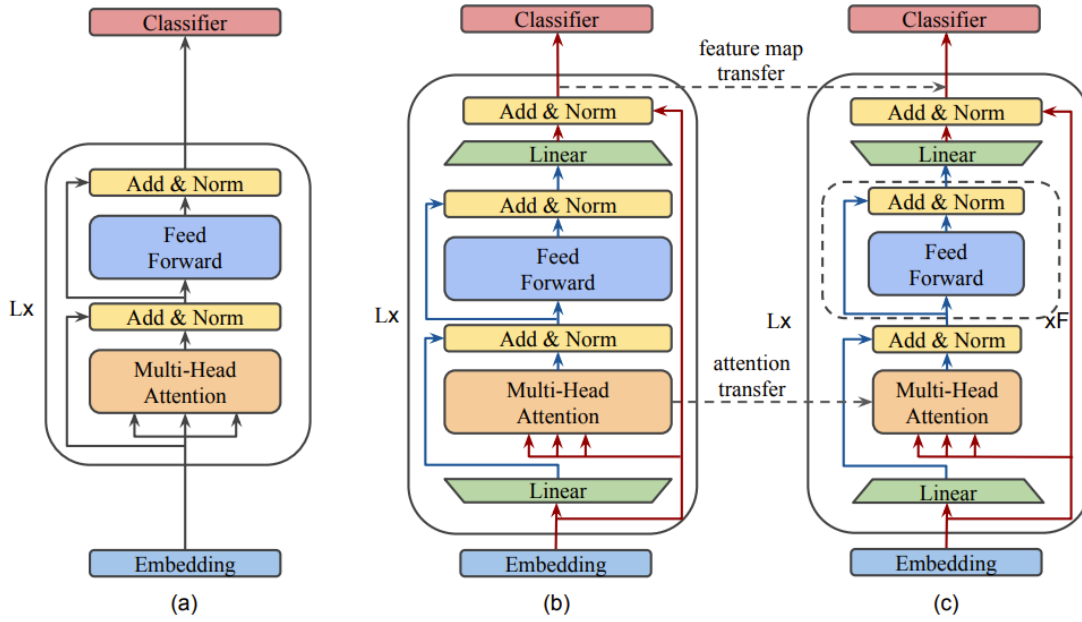 Classifier
Add & Norm
Feed
Forward
Lx
Add & Norm
Multi-Head
Attention
Embedding
(a)
Classifier
Add & Norm
Linear
Add & Norm
Feed
Forward
Lx
Add & Norm
Multi-Head
Attention
Linear
Embedding
(b)
feature map
transfer
attention
transfer
Classifier
Add & Norm
Linear
Add & Norm
Feed
Forward
Lx
xF
Add & Norm
Multi-Head
Attention
Linear
Embedding
(c)